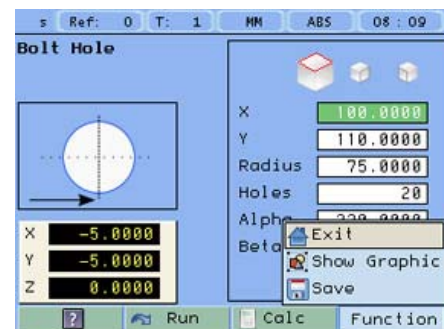 s Ref: 0 T: 1 MM ABS 08 : 09
Bolt Hole
X 100.0000
Y 110.0000
Radius 75.0000
Holes 20
Alpha
Beta
X -5.0000
Y -5.0000
Z 0.0000
Exit
Show Graphic
Save
? Run Calc Function